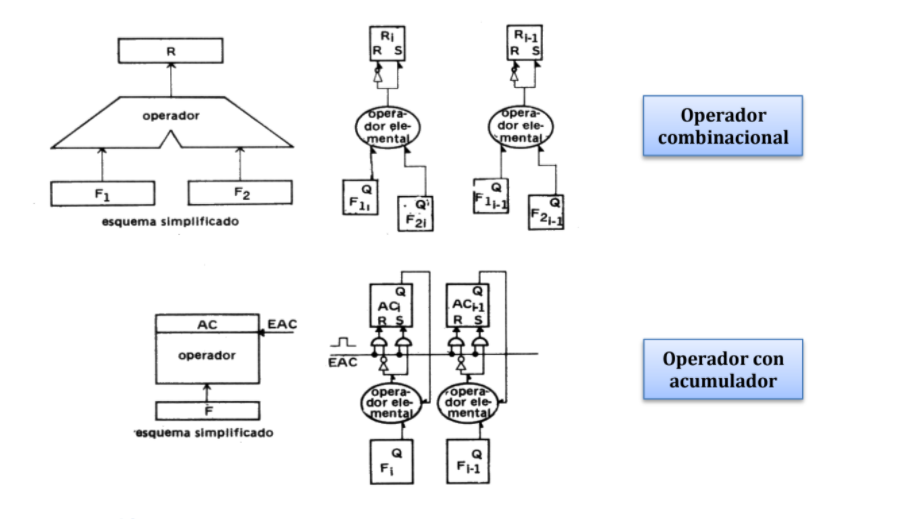 R
operador
F1
F2
esquema simplificado
Ri
R S
opera-
dor ele-
mental
Q
F1i
Q
F2i
Ri-1
R S
opera-
dor ele-
mental
Q
F1i-1
Q
F2i-1
Operador
combinacional
AC
EAC
operador
F
esquema simplificado
Q
ACi
R S
Q
ACi-1
R S
EAC
opera-
dor ele-
mental
opera-
dor ele-
mental
Q
Fi
Q
Fi-1
Operador con
acumulador